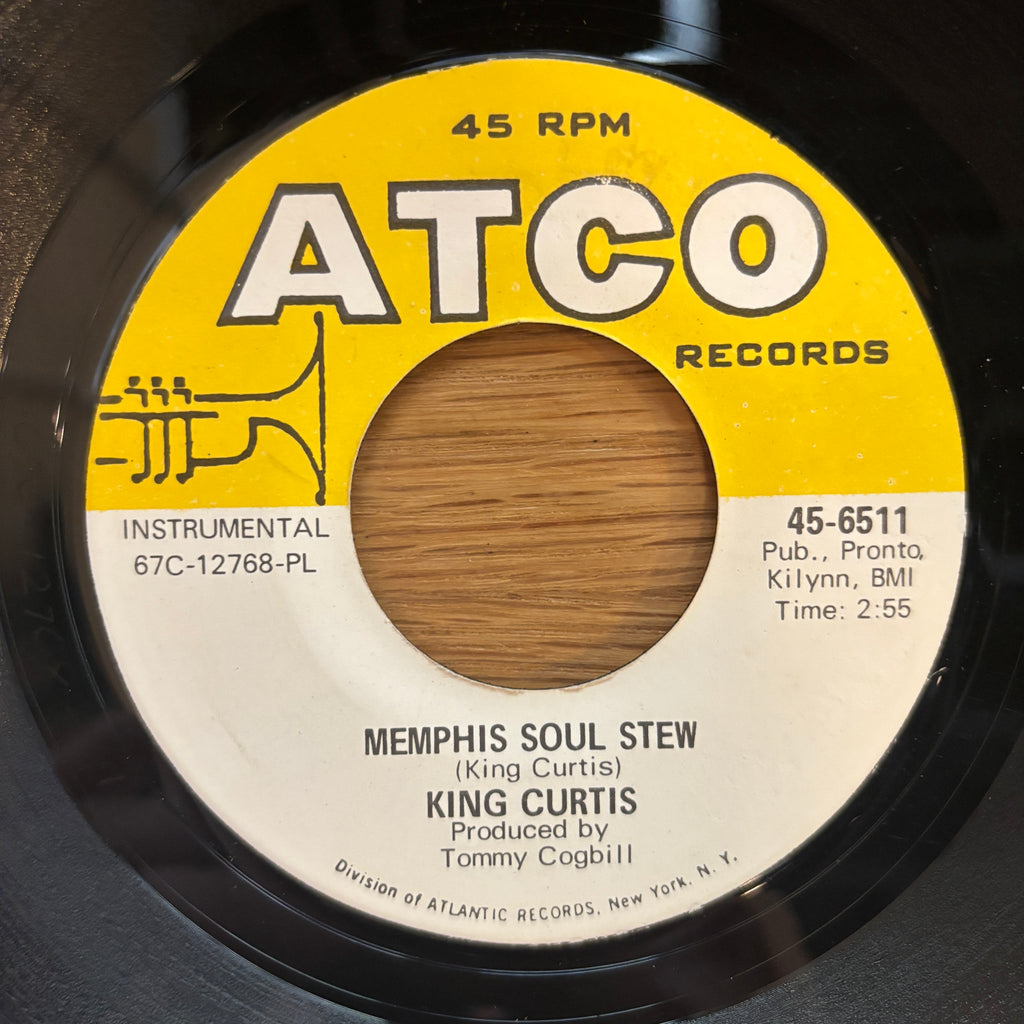 45 RPM
ATCO
RECORDS
INSTRUMENTAL
67C-12768-PL
45-6511
Pub., Pronto,
Kilynn, BMI
Time: 2:55
MEMPHIS SOUL STEW
(King Curtis)
KING CURTIS
Produced by
Tommy Cogbill
Division of ATLANTIC RECORDS, New York, N. Y.